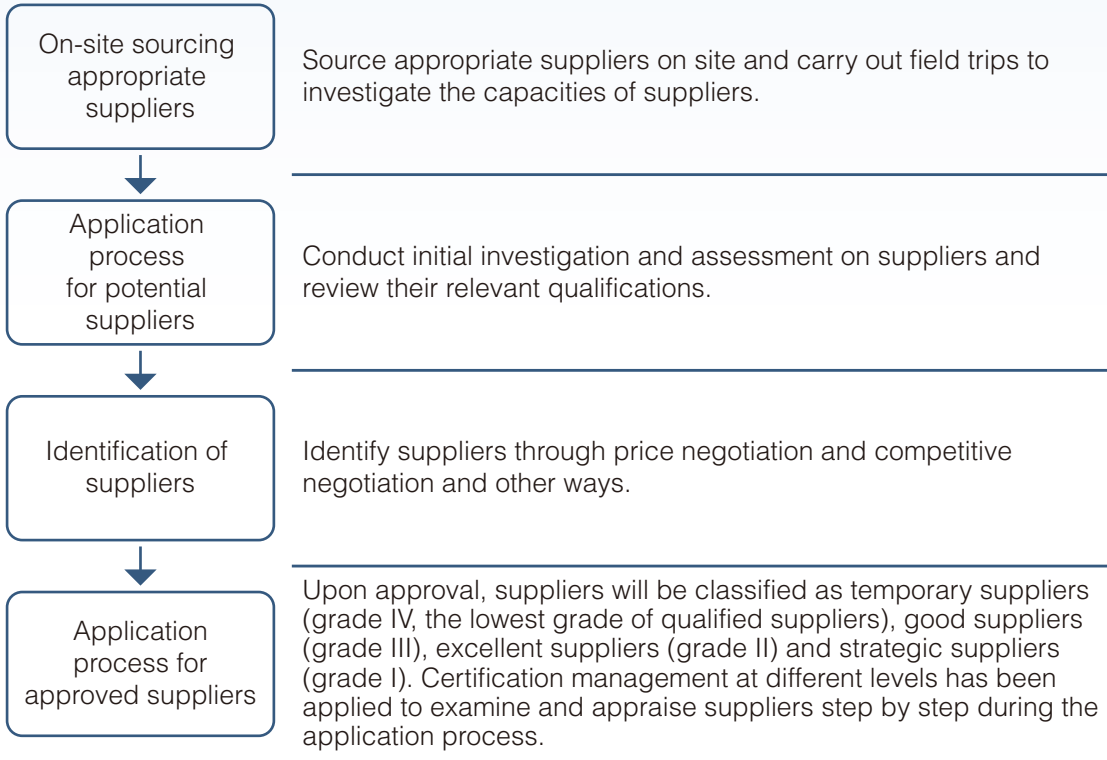 On-site sourcing
appropriate
suppliers
Source appropriate suppliers on site and carry out field trips to
investigate the capacities of suppliers.
Application
process
for potential
suppliers
Conduct initial investigation and assessment on suppliers and
review their relevant qualifications.
Identification of
suppliers
Identify suppliers through price negotiation and competitive
negotiation and other ways.
Application
process for
approved suppliers
Upon approval, suppliers will be classified as temporary suppliers
(grade IV, the lowest grade of qualified suppliers), good suppliers
(grade III), excellent suppliers (grade II) and strategic suppliers
(grade I). Certification management at different levels has been
applied to examine and appraise suppliers step by step during the
application process.